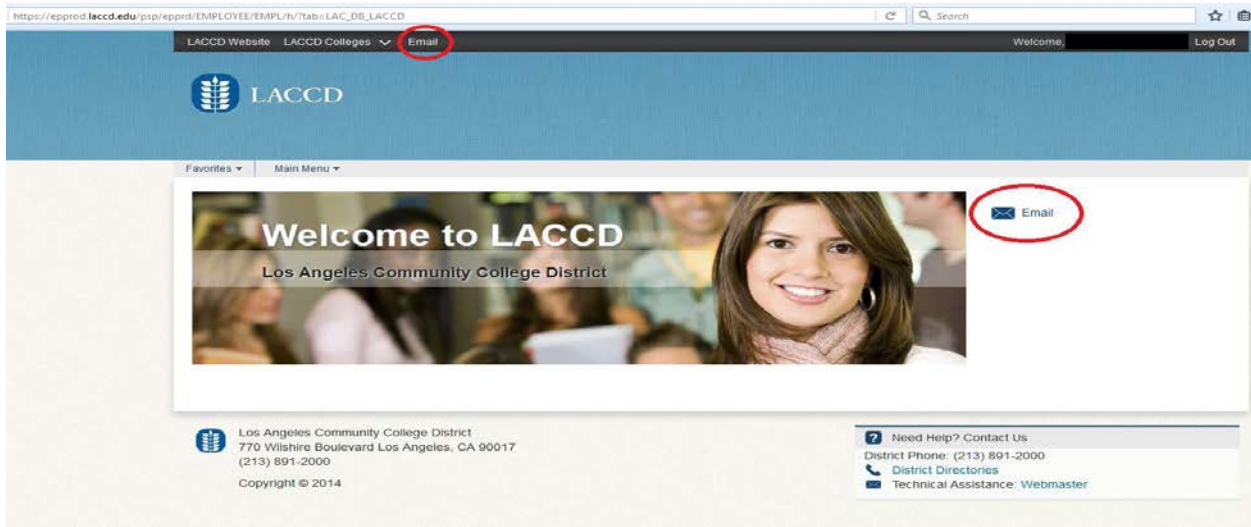 https://epprod.laccd.edu/psp/epprd/EMPLOYEE/EMPL/h/?tab=LAC_DB_LACCD
Search
LACCD Website LACCD Colleges Email Welcome, Log Out
LACCD
Favorites Main Menu
Welcome to LACCD
Los Angeles Community College District
Email
Los Angeles Community College District
770 Wilshire Boulevard Los Angeles, CA 90017
(213) 891-2000
Copyright © 2014
? Need Help? Contact Us
District Phone: (213) 891-2000
District Directories
Technical Assistance: Webmaster